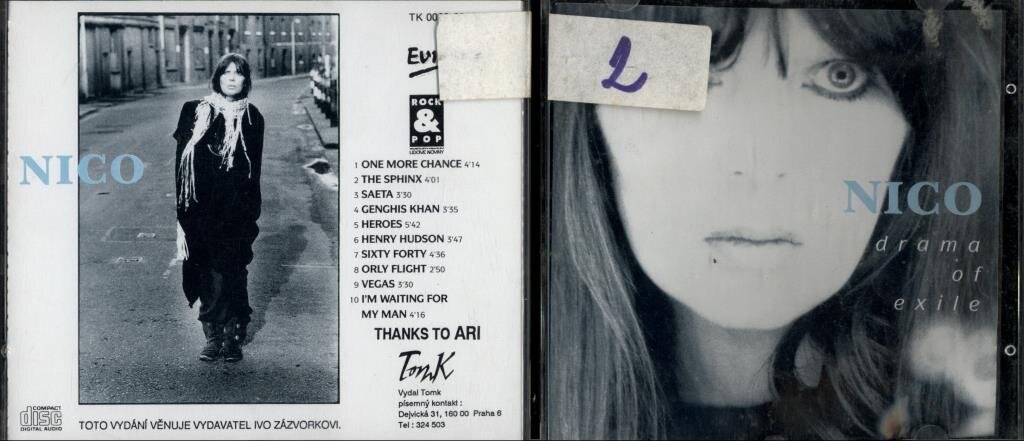 TK 00
NICO
ROCK
&
POP
LIDOVÉ NOVINY
1 ONE MORE CHANCE 4'14
2 THE SPHINX 4'01
3 SAETA 3'30
4 GENGHIS KHAN 3'35
5 HEROES 5'42
6 HENRY HUDSON 3'47
7 SIXTY FORTY 4'36
8 ORLY FLIGHT 2'50
9 VEGAS 3'30
10 I'M WAITING FOR
MY MAN 4'16
THANKS TO ARI
TomK
Vydal Tomk
písemný kontakt :
Dejvická 31, 160 00 Praha 6
Tel : 324 503
COMPACT
disc
DIGITAL AUDIO
TOTO VYDÁNÍ VĚNUJE VYDAVATEL IVO ZÁZVORKOVI.
2
NICO
drama
of
exile